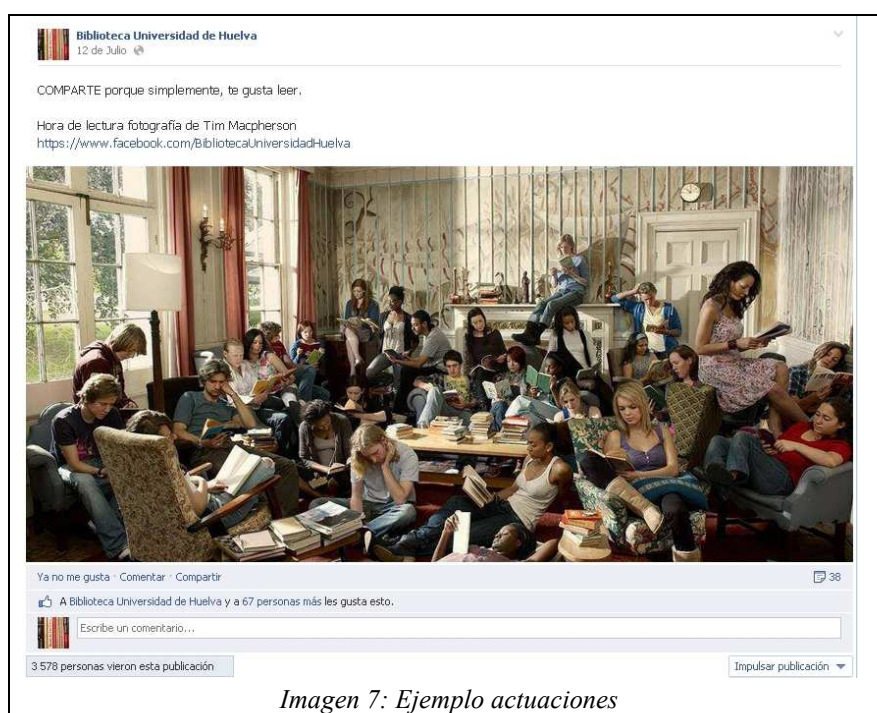 Biblioteca Universidad de Huelva
12 de Julio
COMPARTE porque simplemente, te gusta leer.
Hora de lectura fotografía de Tim Macpherson
https://www.facebook.com/BibliotecaUniversidadHuelva
Ya no me gusta · Comentar · Compartir 38
A Biblioteca Universidad de Huelva y a 67 personas más les gusta esto.
Escribe un comentario...
3 578 personas vieron esta publicación Impulsar publicación
Imagen 7: Ejemplo actuaciones